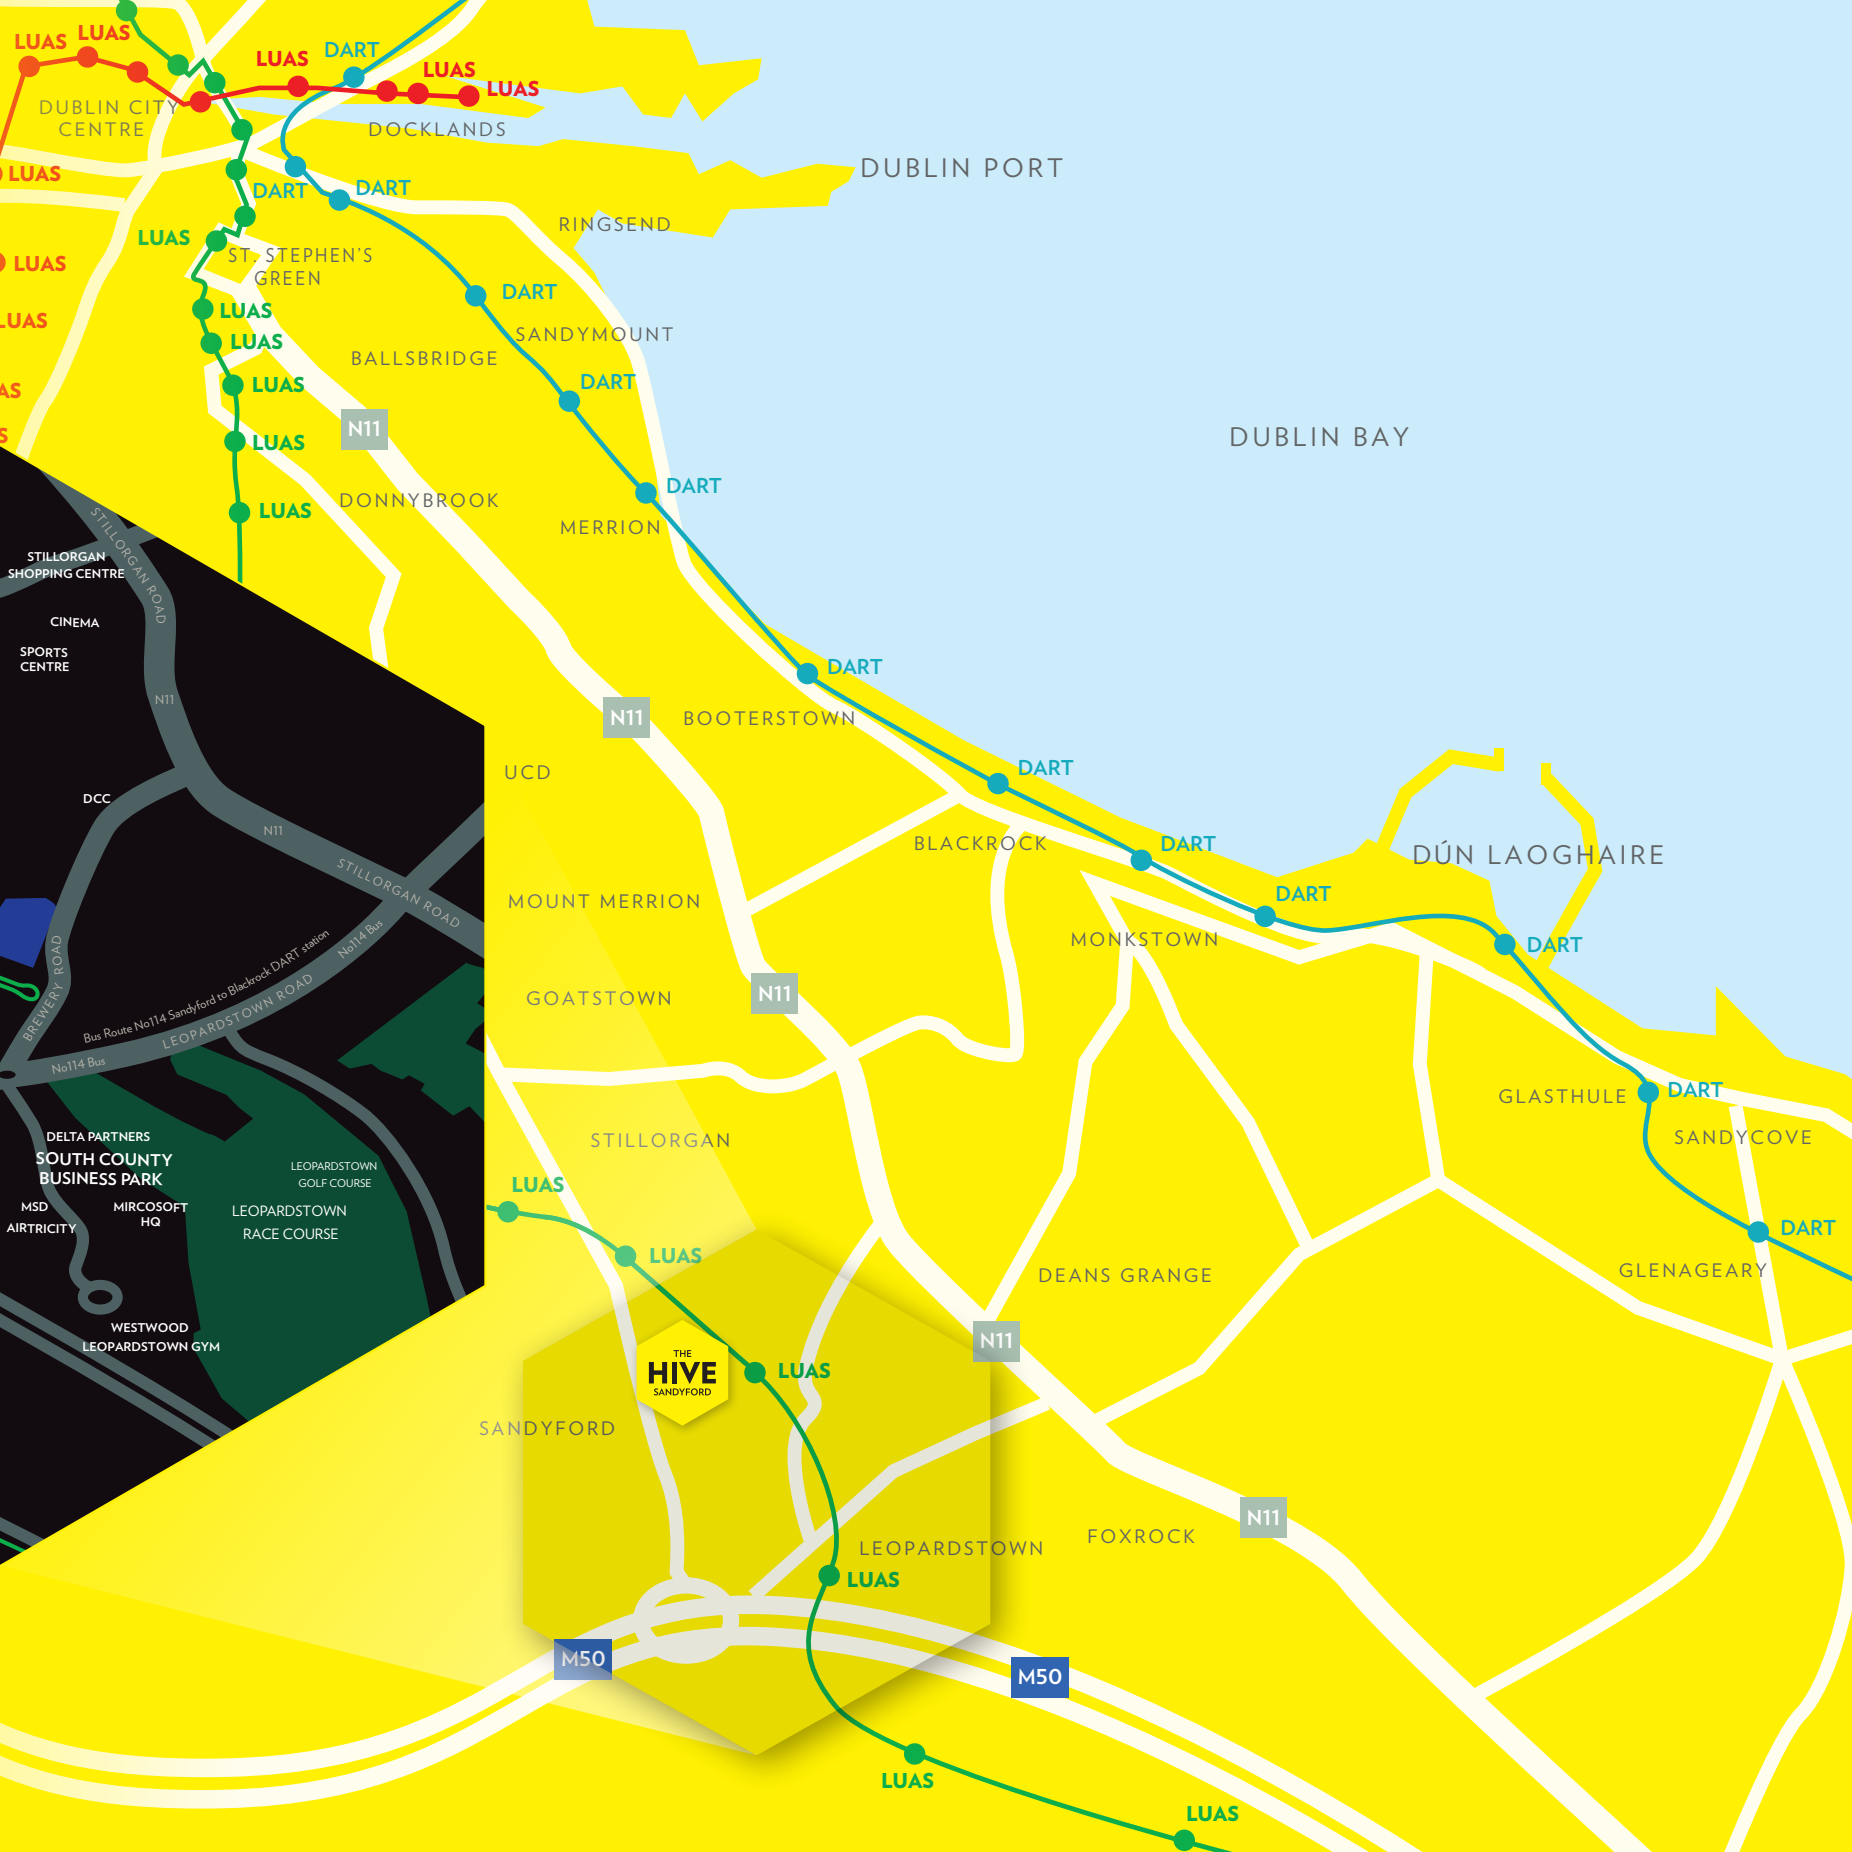 LUAS
LUAS
LUAS
DART
LUAS
LUAS
DUBLIN CITY
CENTRE
DOCKLANDS
LUAS
DUBLIN PORT
DART
DART
RINGSEND
LUAS
ST. STEPHEN'S
GREEN
LUAS
DART
LUAS
LUAS
SANDYMOUNT
LUAS
BALLSBRIDGE
DART
LUAS
AS
N11
DUBLIN BAY
S
LUAS
DART
DONNYBROOK
LUAS
MERRION
STILLORGAN ROAD
STILLORGAN
SHOPPING CENTRE
CINEMA
SPORTS
CENTRE
N11
DART
N11
BOOTERSTOWN
UCD
DART
DCC
N11
BLACKROCK
DART
DÚN LAOGHAIRE
STILLORGAN ROAD
MOUNT MERRION
DART
MONKSTOWN
DART
No114 Bus
Bus Route No114 Sandyford to Blackrock DART station
BREWERY ROAD
LEOPARDSTOWN ROAD
No114 Bus
GOATSTOWN
N11
GLASTHULE
DART
SANDYCOVE
DELTA PARTNERS
SOUTH COUNTY
BUSINESS PARK
LEOPARDSTOWN
GOLF COURSE
STILLORGAN
MSD
MIRCOSOFT
HQ
AIRTRICITY
LEOPARDSTOWN
RACE COURSE
LUAS
LUAS
DART
GLENAGEARY
DEANS GRANGE
WESTWOOD
LEOPARDSTOWN GYM
N11
THE
HIVE
SANDYFORD
LUAS
SANDYFORD
N11
FOXROCK
LEOPARDSTOWN
LUAS
M50
M50
LUAS
LUAS